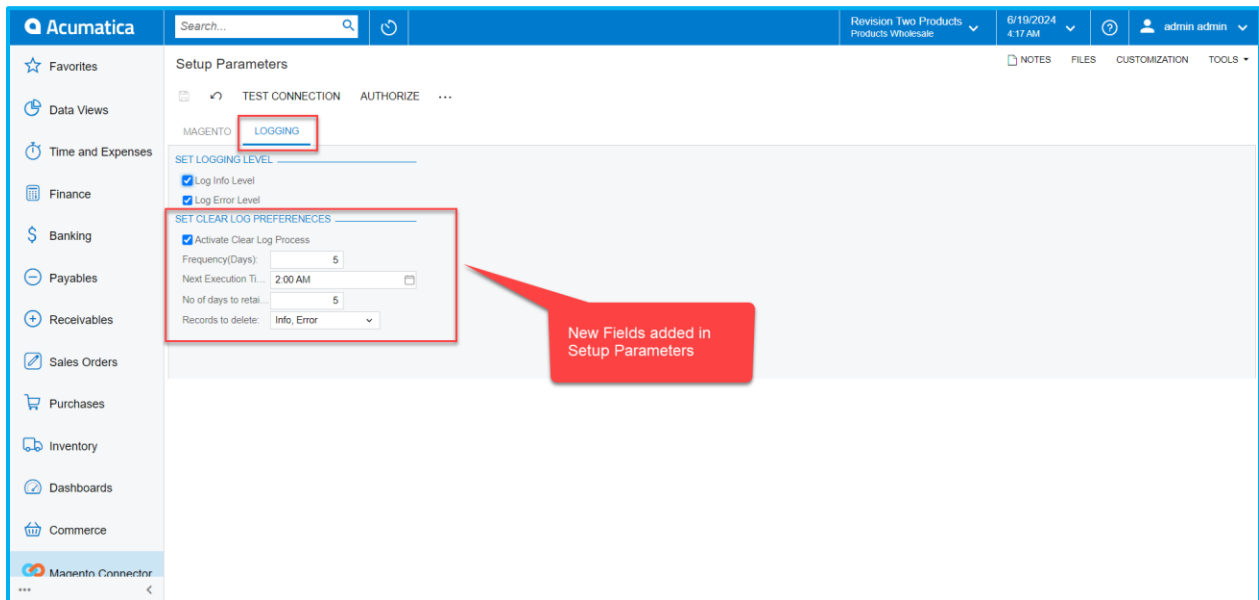 Acumatica
Search...
Revision Two Products
Products Wholesale
6/19/2024
4:17 AM
admin admin
Favorites
Data Views
Time and Expenses
Finance
Banking
Payables
Receivables
Sales Orders
Purchases
Inventory
Dashboards
Commerce
Magento Connector
Setup Parameters
NOTES FILES CUSTOMIZATION TOOLS
TEST CONNECTION AUTHORIZE ...
MAGENTO LOGGING
SET LOGGING LEVEL
Log Info Level
Log Error Level
SET CLEAR LOG PREFERENECES
Activate Clear Log Process
Frequency(Days): 5
Next Execution Ti... 2:00 AM
No of days to retai... 5
Records to delete: Info, Error
New Fields added in
Setup Parameters